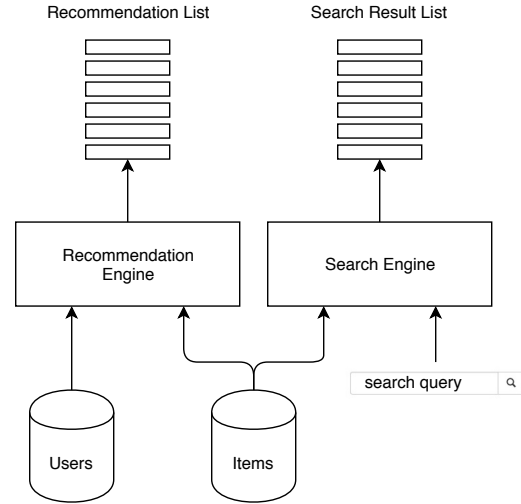 Recommendation List
Search Result List
Recommendation
Engine
Search Engine
search query
Users
Items